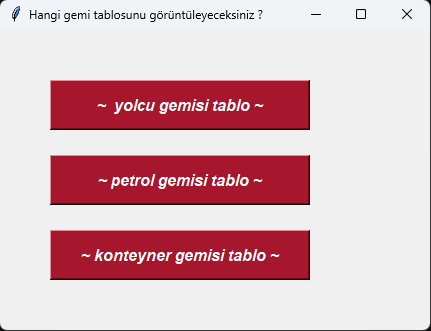 Hangi gemi tablosunu görüntüleyeceksiniz ?
~ yolcu gemisi tablo ~
~ petrol gemisi tablo ~
~ konteyner gemisi tablo ~